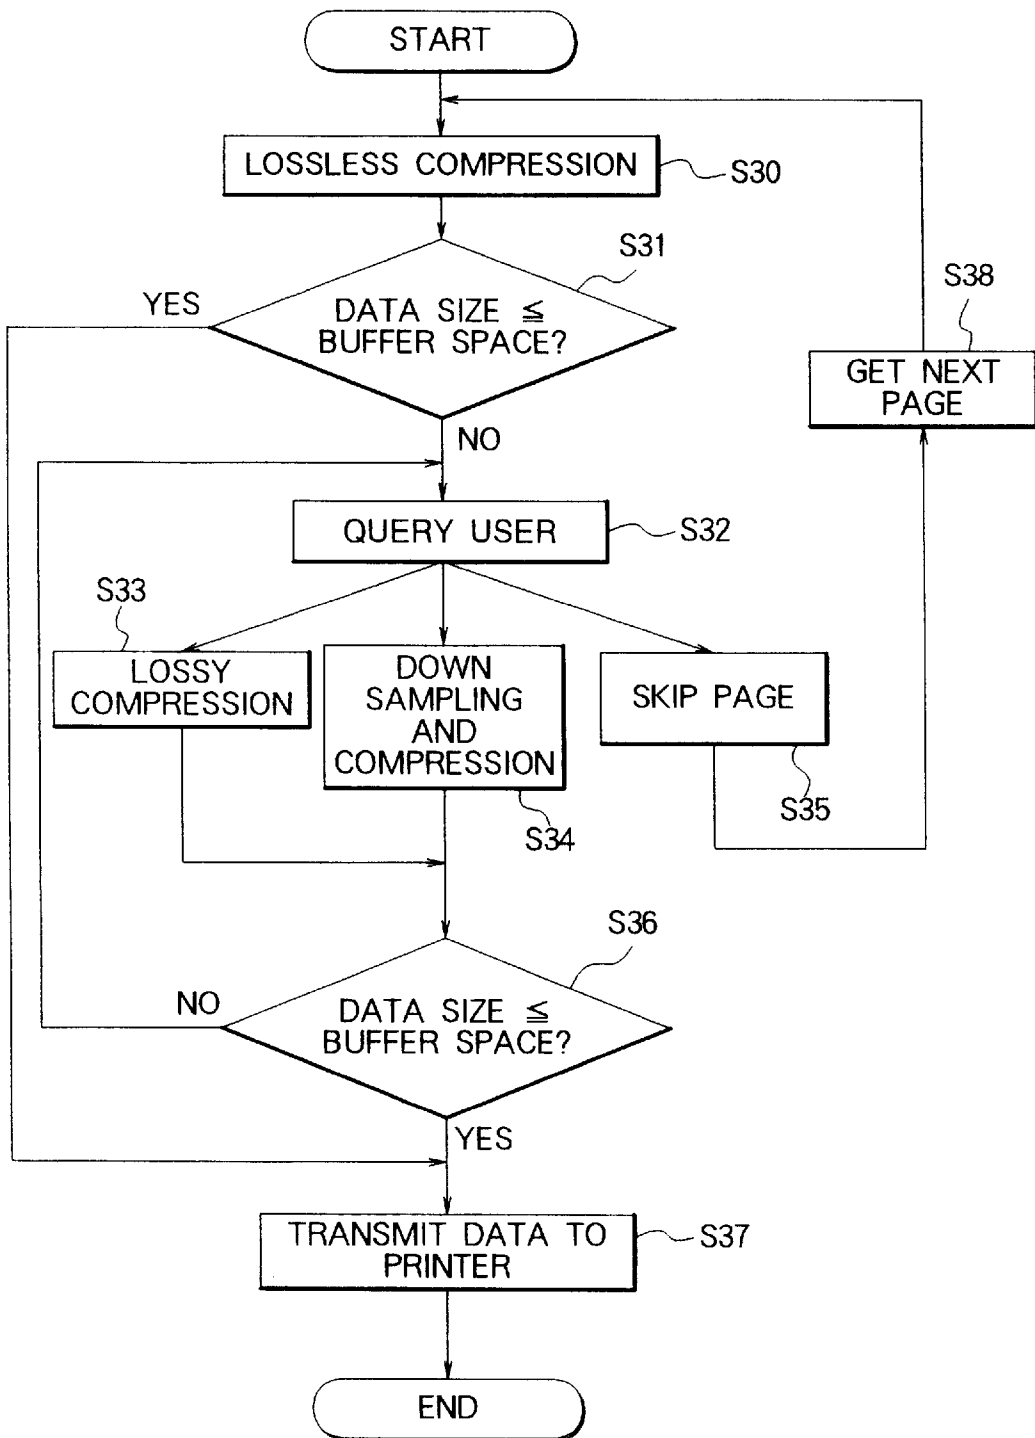 START
LOSSLESS COMPRESSION
S30
S31
YES
DATA SIZE ≦
BUFFER SPACE?
S38
GET NEXT
PAGE
NO
QUERY USER
S32
S33
LOSSY
COMPRESSION
DOWN
SAMPLING
AND
COMPRESSION
S34
SKIP PAGE
S35
S36
NO
DATA SIZE ≦
BUFFER SPACE?
YES
TRANSMIT DATA TO
PRINTER
S37
END